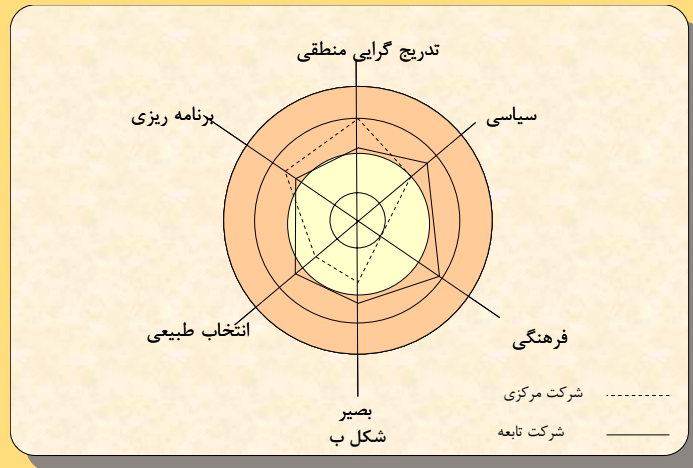 تدریج گرایی منطقی
سیاسی
برنامه ریزی
فرهنگی
انتخاب طبیعی
بصیر
شکل ب
شرکت مرکزی
شرکت تابعه